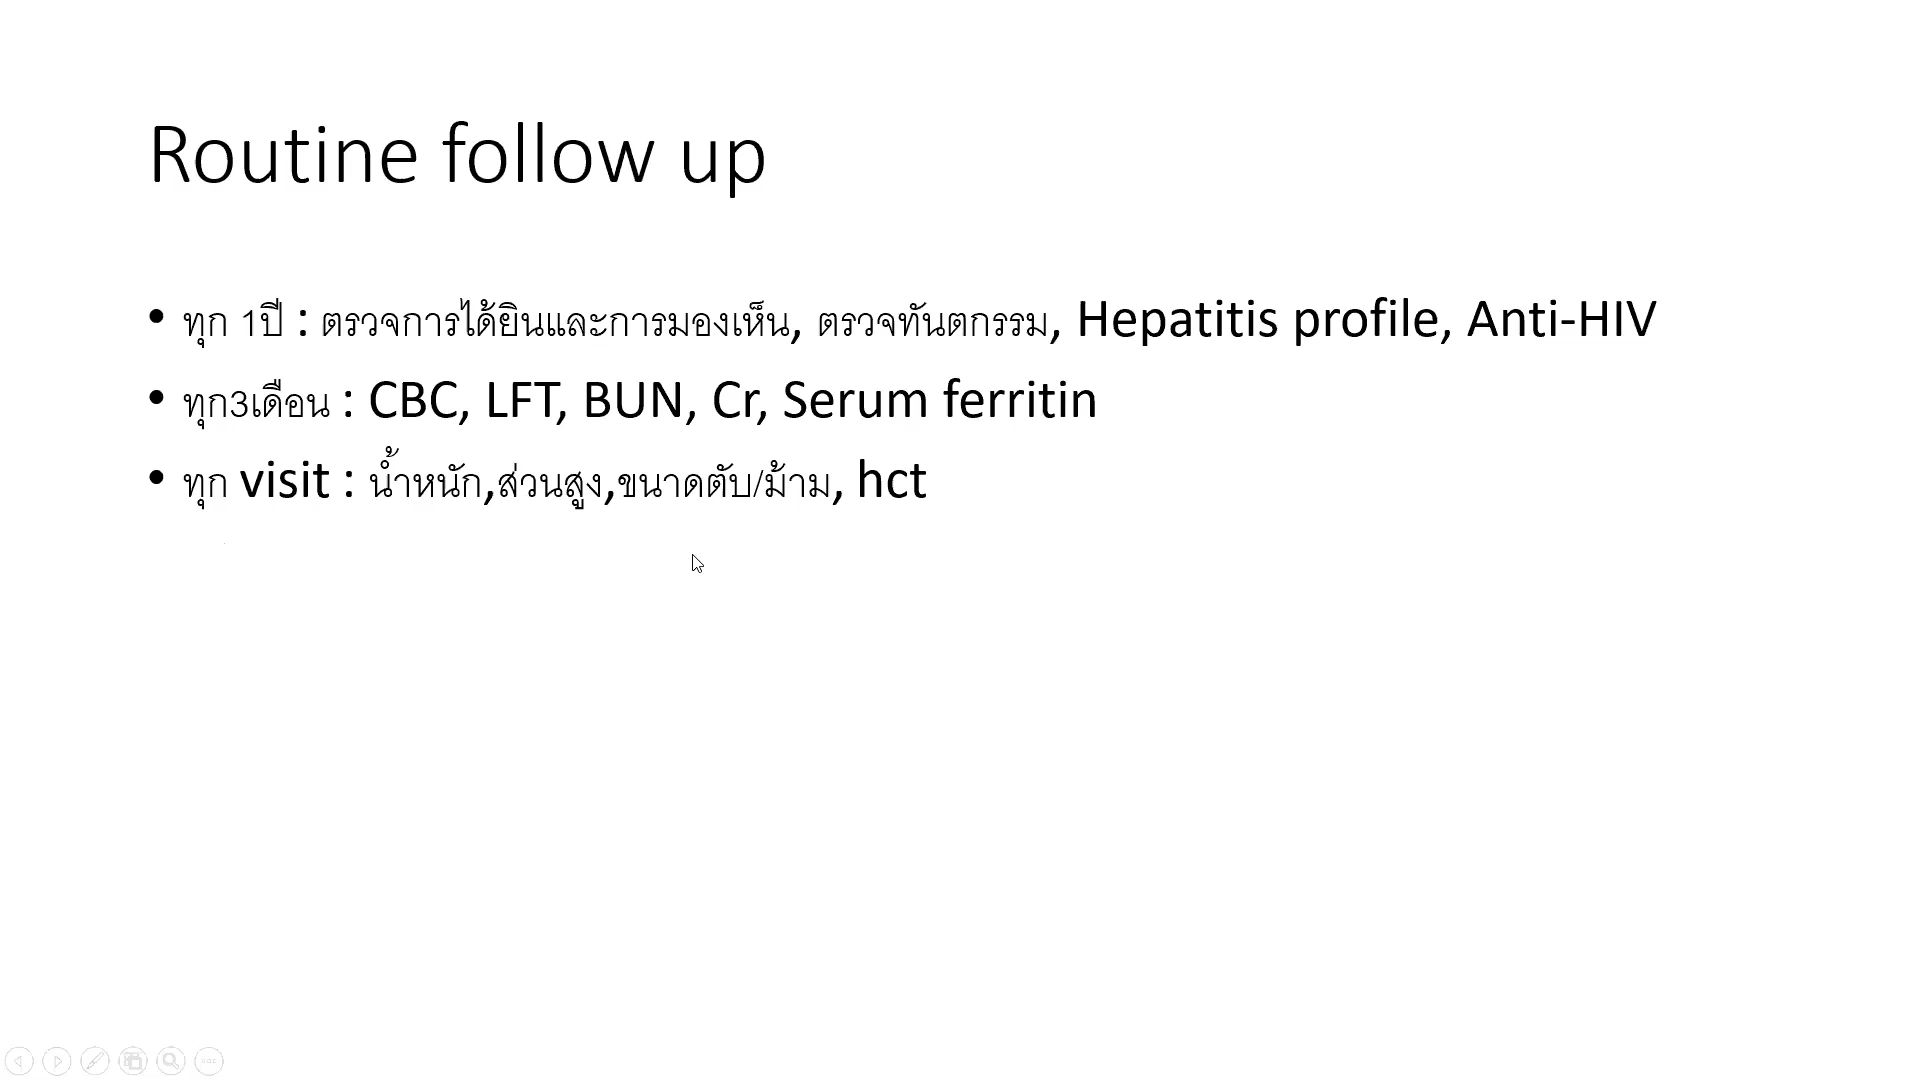 Routine follow up
• ทุก 1ปี : ตรวจการได้ยินและการมองเห็น, ตรวจทันตกรรม, Hepatitis profile, Anti-HIV
• ทุก3เดือน : CBC, LFT, BUN, Cr, Serum ferritin
• ทุก visit : น้ำหนัก,ส่วนสูง,ขนาดตับ/ม้าม, hct